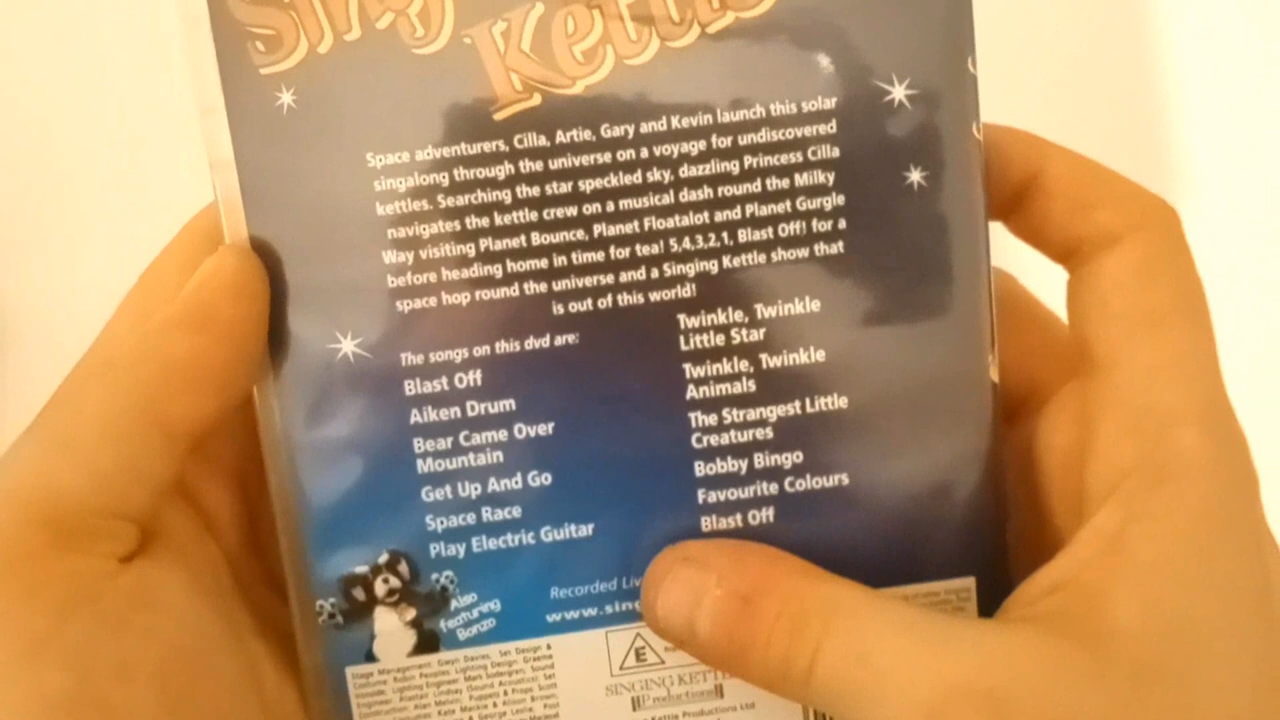 Singing
Kettle
Space adventurers, Cilla, Artie, Gary and Kevin launch this solar
singalong through the universe on a voyage for undiscovered
kettles. Searching the star speckled sky, dazzling Princess Cilla
navigates the kettle crew on a musical dash round the Milky
Way visiting Planet Bounce, Planet Floatalot and Planet Gurgle
before heading home in time for tea! 5,4,3,2,1, Blast Off! for a
space hop round the universe and a Singing Kettle show that
is out of this world!
The songs on this dvd are:
Blast Off
Aiken Drum
Bear Came Over
Mountain
Get Up And Go
Space Race
Play Electric Guitar
Twinkle, Twinkle
Little Star
Twinkle, Twinkle
Animals
The Strangest Little
Creatures
Bobby Bingo
Favourite Colours
Blast Off
Also
featuring
Bonzo
Recorded Liv
www.sing
Stage Management: Gwyn Davies, Set Design &
Costume: Robin Peoples; Lighting Design: Graeme
Lighting Engineer: Mark Sodergren; Sound
Engineer: Alastair Lindsay (Sound Acoustics); Set
Construction: Alan Melvin; Puppets & Props Scott
Kate Mackie & Alison Brown;
& George Leslie; Post
E
SINGING KETTL
Productions
Kettle Productions Ltd